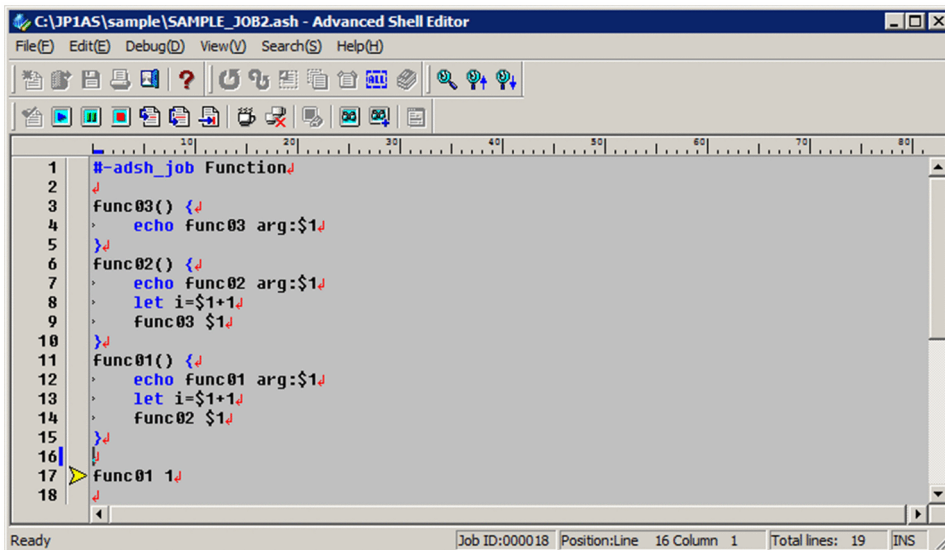 C:\JP1AS\sample\SAMPLE_JOB2.ash - Advanced Shell Editor
File(F) Edit(E) Debug(D) View(V) Search(S) Help(H)
ALL
10 20 30 40 50 60 70 80
1 #-adsh_job Function
2
3 func03() {
4 echo func03 arg:$1
5 }
6 func02() {
7 echo func02 arg:$1
8 let i=$1+1
9 func03 $1
10 }
11 func01() {
12 echo func01 arg:$1
13 let i=$1+1
14 func02 $1
15 }
16
17 func01 1
18
Ready Job ID:000018 Position:Line 16 Column 1 Total lines: 19 INS